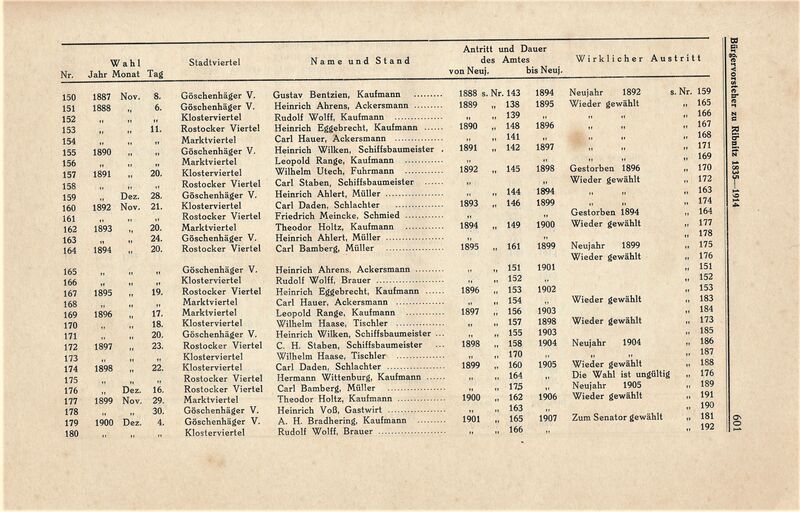 Antritt und Dauer
Wahl Stadtviertel Name und Stand des Amtes Wirklicher Austritt
Nr. Jahr Monat Tag von Neuj. bis Neuj.
150 1887 Nov. 8. Göschenhäger V. Gustav Bentzien, Kaufmann ......... 1888 s. Nr. 143 1894 Neujahr 1892 s. Nr. 159
151 1888 „ 6. Göschenhäger V. Heinrich Ahrens, Ackersmann ........ 1889 „ 138 1895 Wieder gewählt „ 165
152 „ „ „ Klosterviertel Rudolf Wolff, Kaufmann ............ „ „ 139 „ „ „ „ 166
153 „ „ 11. Rostocker Viertel Heinrich Eggebrecht, Kaufmann ...... 1890 „ 148 1896 „ „ „ 167
154 „ „ „ Marktviertel Carl Hauer, Ackersmann ............ „ „ 141 „ „ „ „ 168
155 1890 „ „ Göschenhäger V. Heinrich Wilken, Schiffsbaumeister . 1891 „ 142 1897 „ „ „ 171
156 „ „ „ Marktviertel Leopold Range, Kaufmann ........... „ „ „ „ „ „ 169
157 1891 „ 20. Klosterviertel Wilhelm Utech, Fuhrmann ........... 1892 „ 145 1898 Gestorben 1896 „ 170
158 „ „ „ Rostocker Viertel Carl Staben, Schiffsbaumeister ...... „ „ „ „ Wieder gewählt „ 172
159 „ Dez. 28. Göschenhäger V. Heinrich Ahlert, Müller ............ „ „ 144 1894 „ „ „ 163
160 1892 Nov. 21. Klosterviertel Carl Daden, Schlachter ............ 1893 „ 146 1899 „ „ „ 174
161 „ „ „ Rostocker Viertel Friedrich Meincke, Schmied ......... „ „ „ „ Gestorben 1894 „ 164
162 1893 „ 20. Marktviertel Theodor Holtz, Kaufmann ........... 1894 „ 149 1900 Wieder gewählt „ 177
163 „ „ 24. Göschenhäger V. Heinrich Ahlert, Müller ............ „ „ „ „ „ „ „ 178
164 1894 „ 20. Rostocker Viertel Carl Bamberg, Müller ............. 1895 „ 161 1899 Neujahr 1899 „ 175
Wieder gewählt „ 176
165 „ „ „ Göschenhäger V. Heinrich Ahrens, Ackersmann ........ „ „ 151 1901 „ 151
166 „ „ „ Klosterviertel Rudolf Wolff, Brauer .............. „ „ 152 „ „ 152
167 1895 „ 19. Rostocker Viertel Heinrich Eggebrecht, Kaufmann ...... 1896 „ 153 1902 „ 153
168 „ „ „ Marktviertel Carl Hauer, Ackersmann ............ „ „ 154 „ Wieder gewählt „ 183
169 1896 „ 17. Marktviertel Leopold Range, Kaufmann ........... 1897 „ 156 1903 „ „ „ 184
170 „ „ 18. Klosterviertel Wilhelm Haase, Tischler ............ „ „ 157 1898 Wieder gewählt „ 173
171 „ „ 20. Göschenhäger V. Heinrich Wilken, Schiffsbaumeister .. „ „ 155 1903 „ „ „ 185
172 1897 „ 23. Rostocker Viertel C. H. Staben, Schiffsbaumeister ..... 1898 „ 158 1904 Neujahr 1904 „ 186
173 „ „ „ Klosterviertel Wilhelm Haase, Tischler ............ „ „ 170 „ „ „ „ 187
174 1898 „ 22. Klosterviertel Carl Daden, Schlachter ............ 1899 „ 160 1905 Wieder gewählt „ 188
175 „ „ „ Rostocker Viertel Hermann Wittenburg, Kaufmann ...... „ „ 164 „ Die Wahl ist ungültig „ 176
176 „ Dez. 16. Rostocker Viertel Carl Bamberg, Müller ............. „ „ 175 „ Neujahr 1905 „ 189
177 1899 Nov. 29. Marktviertel Theodor Holtz, Kaufmann ........... 1900 „ 162 1906 Wieder gewählt „ 191
178 „ „ 30. Göschenhäger V. Heinrich Voß, Gastwirt ............ „ „ 163 „ „ „ „ 190
179 1900 Dez. 4. Göschenhäger V. A. H. Bradhering, Kaufmann ........ 1901 „ 165 1907 Zum Senator gewählt „ 181
180 „ „ „ Klosterviertel Rudolf Wolff, Brauer .............. „ „ 166 „ „ 192
Bürgervorsteher zu Ribnitz 1835—1914
601